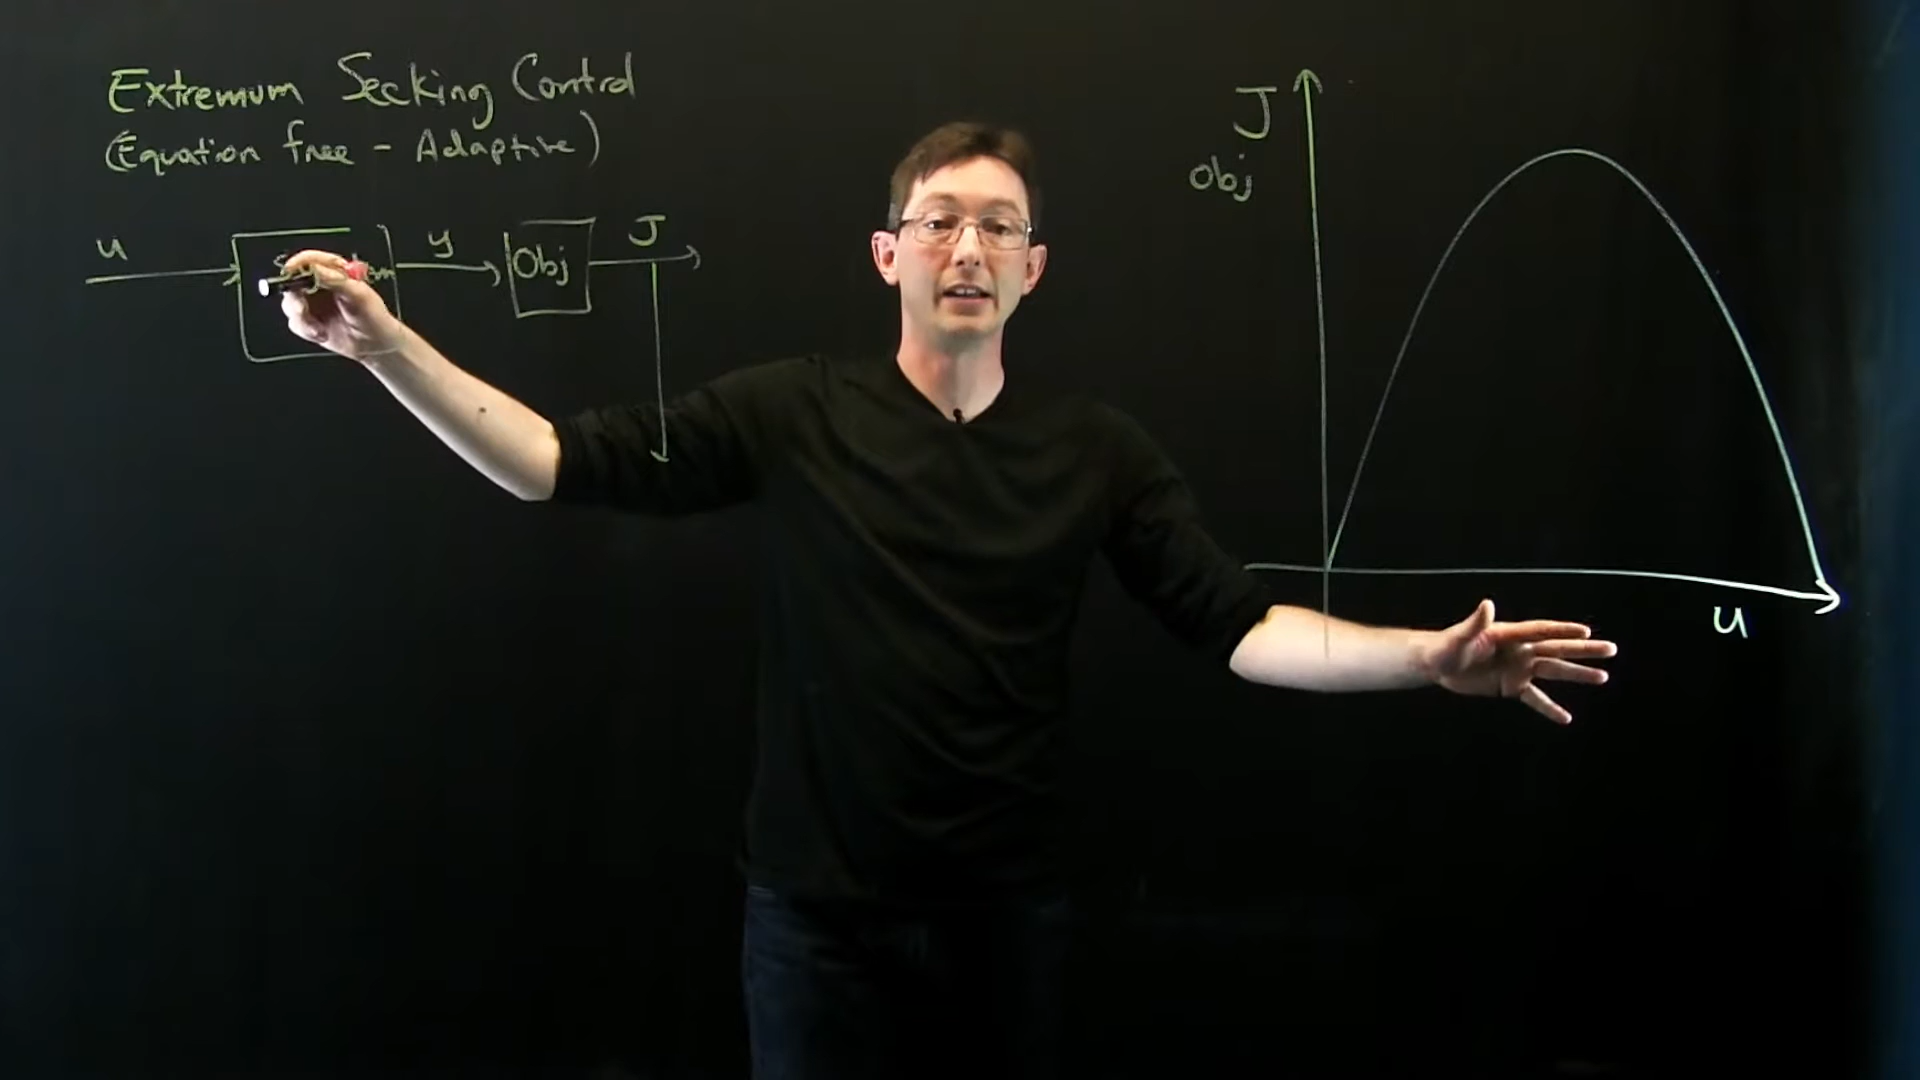 Extremum Seeking Control
(Equation free - Adaptive)
u
y
Obj
J
J
Obj
u